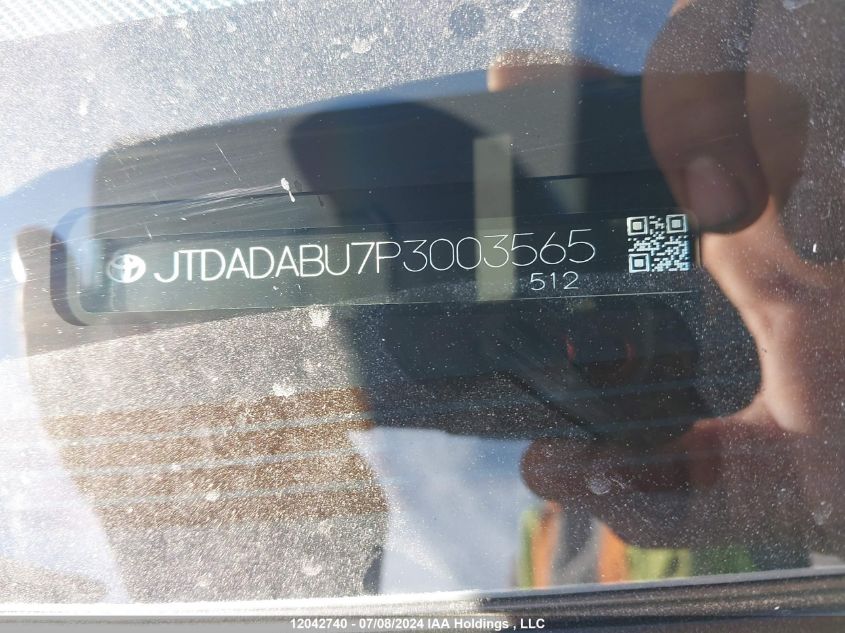 JTDADABU7P3003565
512
12042740 - 07/08/2024 IAA Holdings , LLC